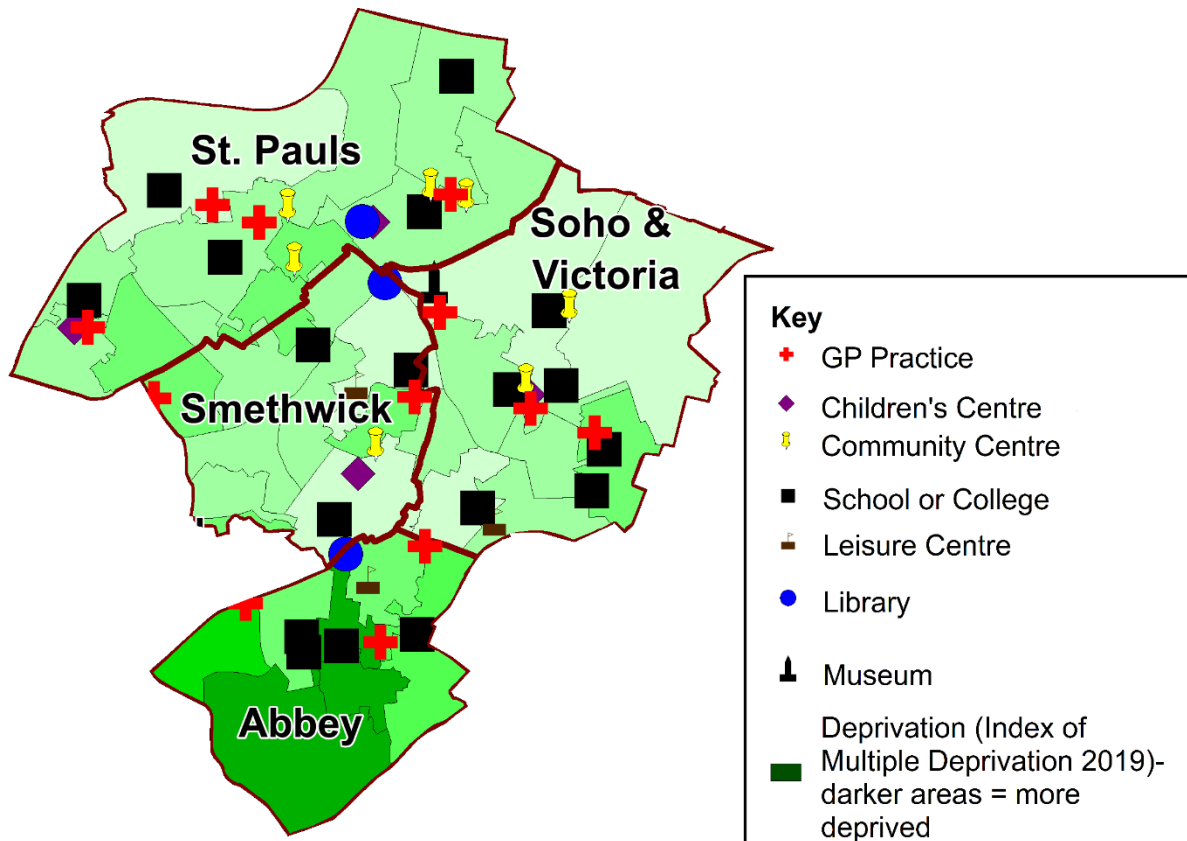 St. Pauls
Soho &
Victoria
Smethwick
Abbey
Key
GP Practice
Children's Centre
Community Centre
School or College
Leisure Centre
Library
Museum
Deprivation (Index of
Multiple Deprivation 2019)-
darker areas = more
deprived